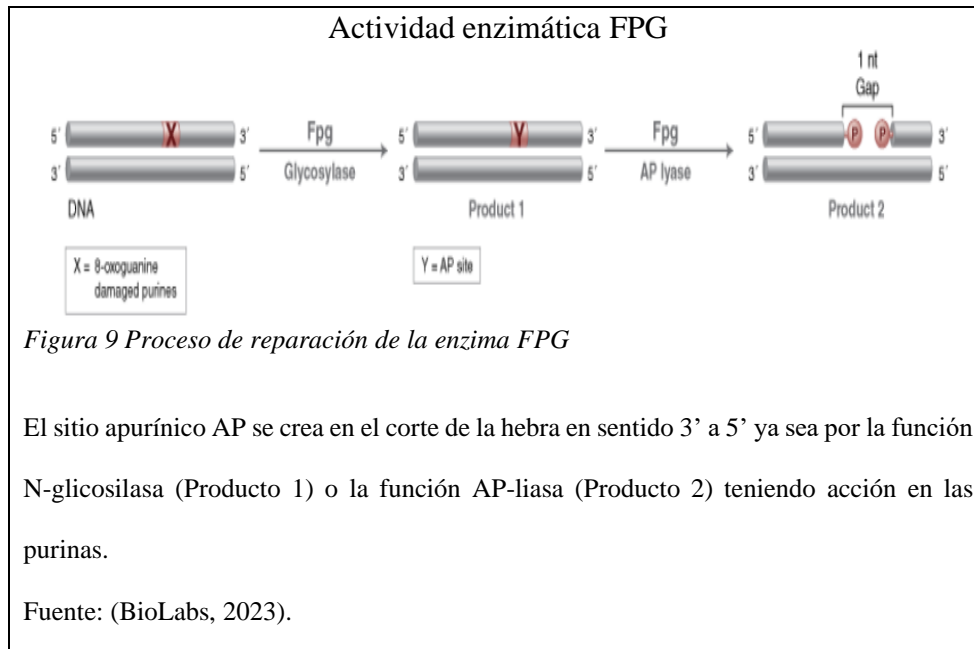 Actividad enzimática FPG
1 nt
Gap
5′ X 3′ Fpg 5′ Y 3′ Fpg 5′ P P 3′
3′ 5′ Glycosylase 3′ 5′ AP lyase 3′ 5′
DNA Product 1 Product 2
X = 8-oxoguanine
damaged purines
Y = AP site
Figura 9 Proceso de reparación de la enzima FPG
El sitio apurínico AP se crea en el corte de la hebra en sentido 3’ a 5’ ya sea por la función
N-glicosilasa (Producto 1) o la función AP-liasa (Producto 2) teniendo acción en las
purinas.
Fuente: (BioLabs, 2023).